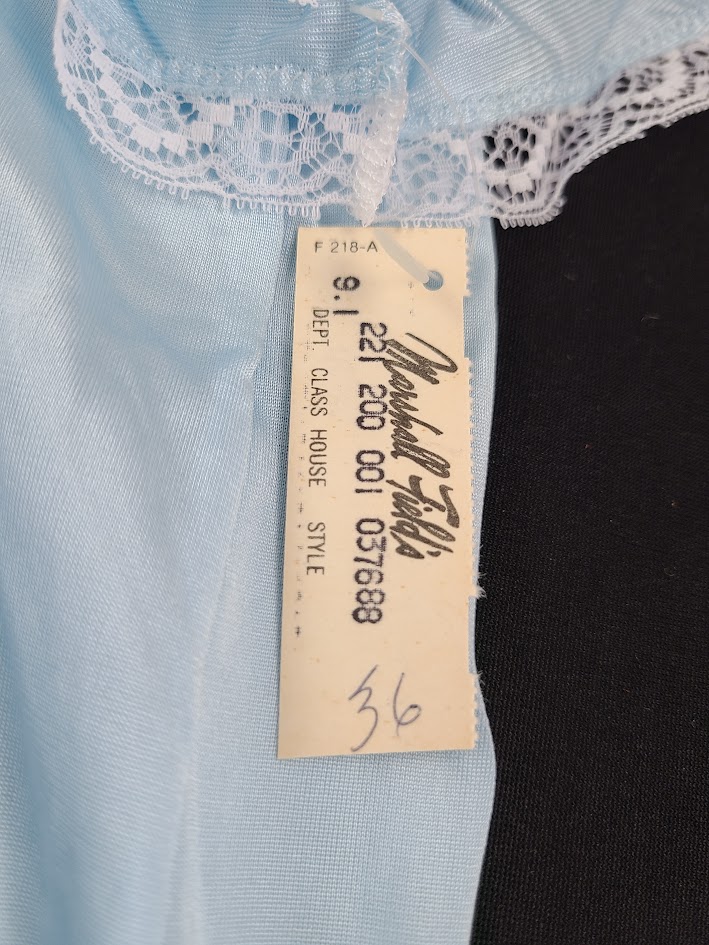 F 218-A
Marshall Field's
221 200 001 037688
9.1
DEPT. CLASS HOUSE STYLE
36